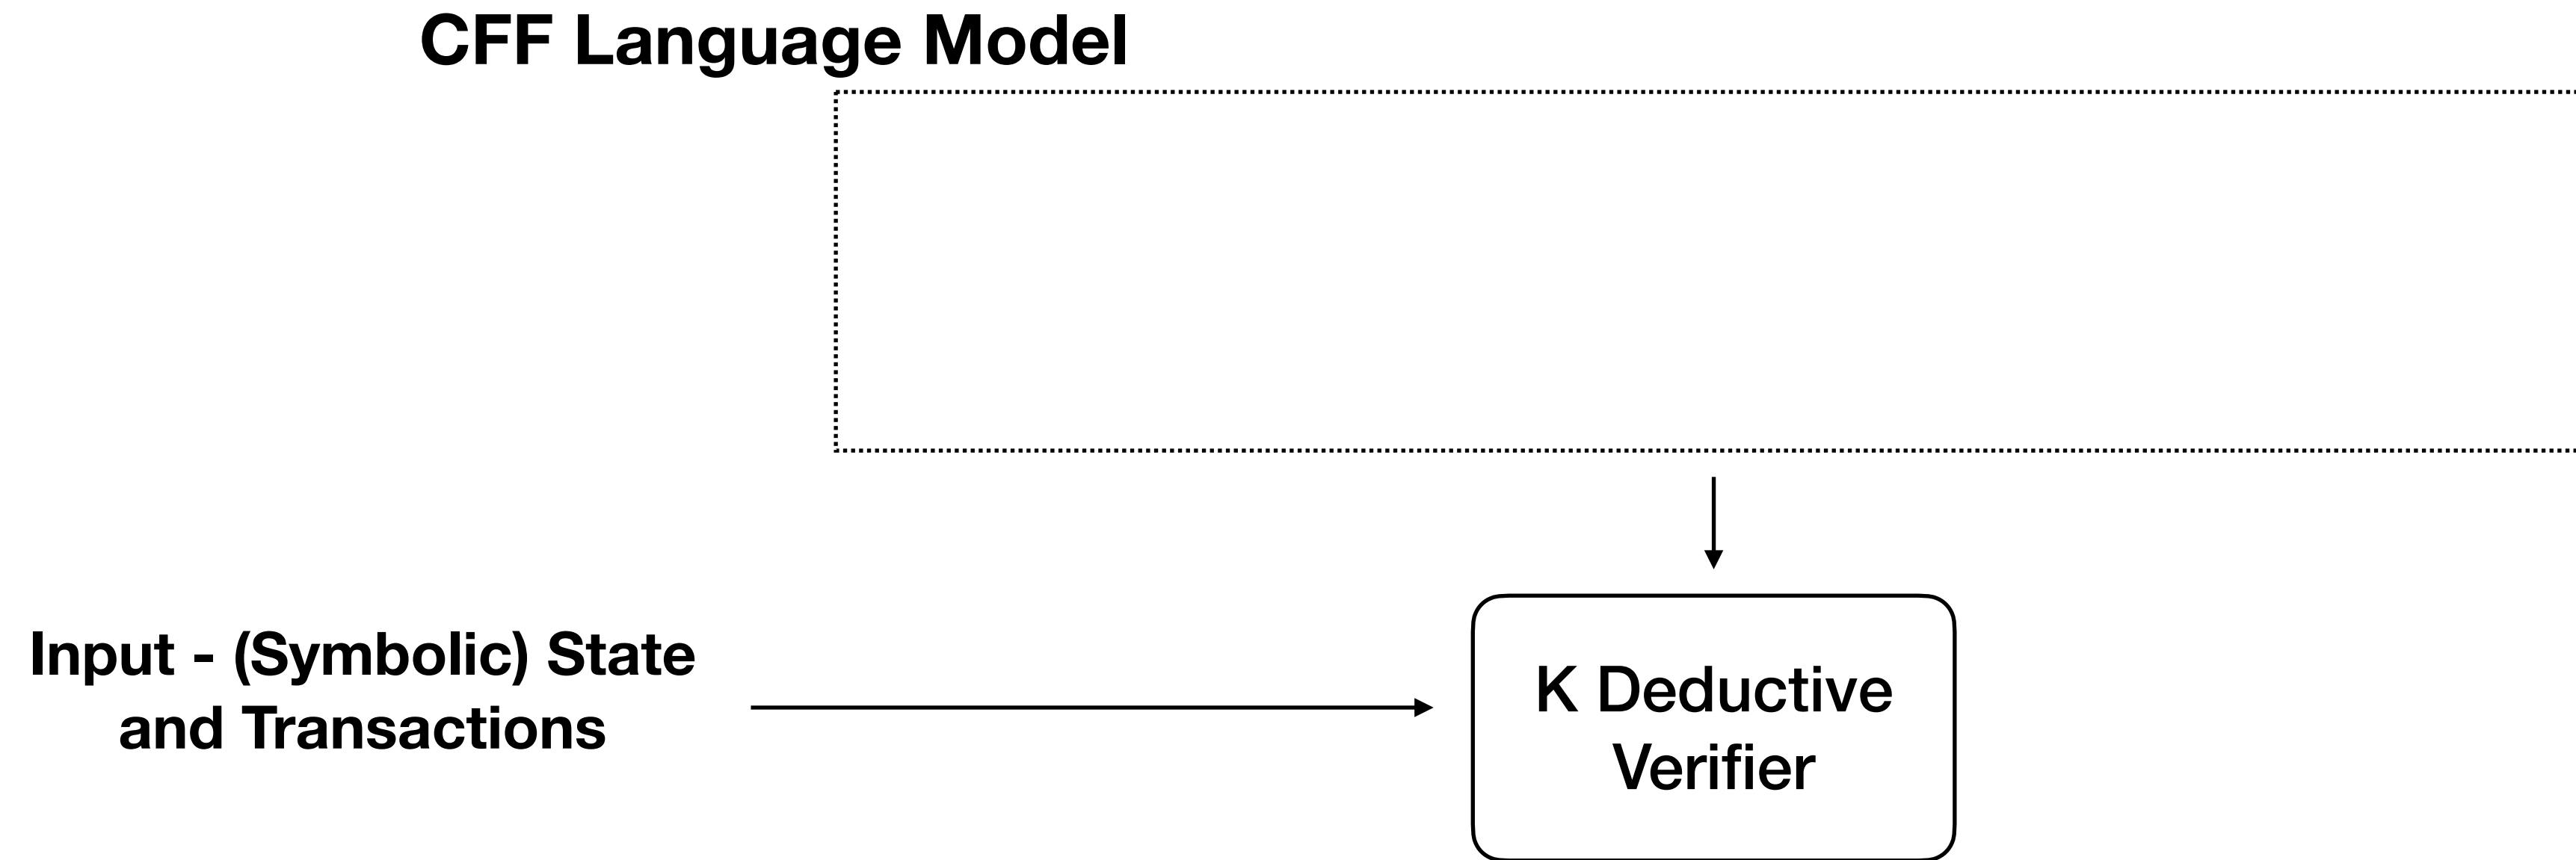 CFF Language Model
Input - (Symbolic) State
and Transactions
K Deductive
Verifier